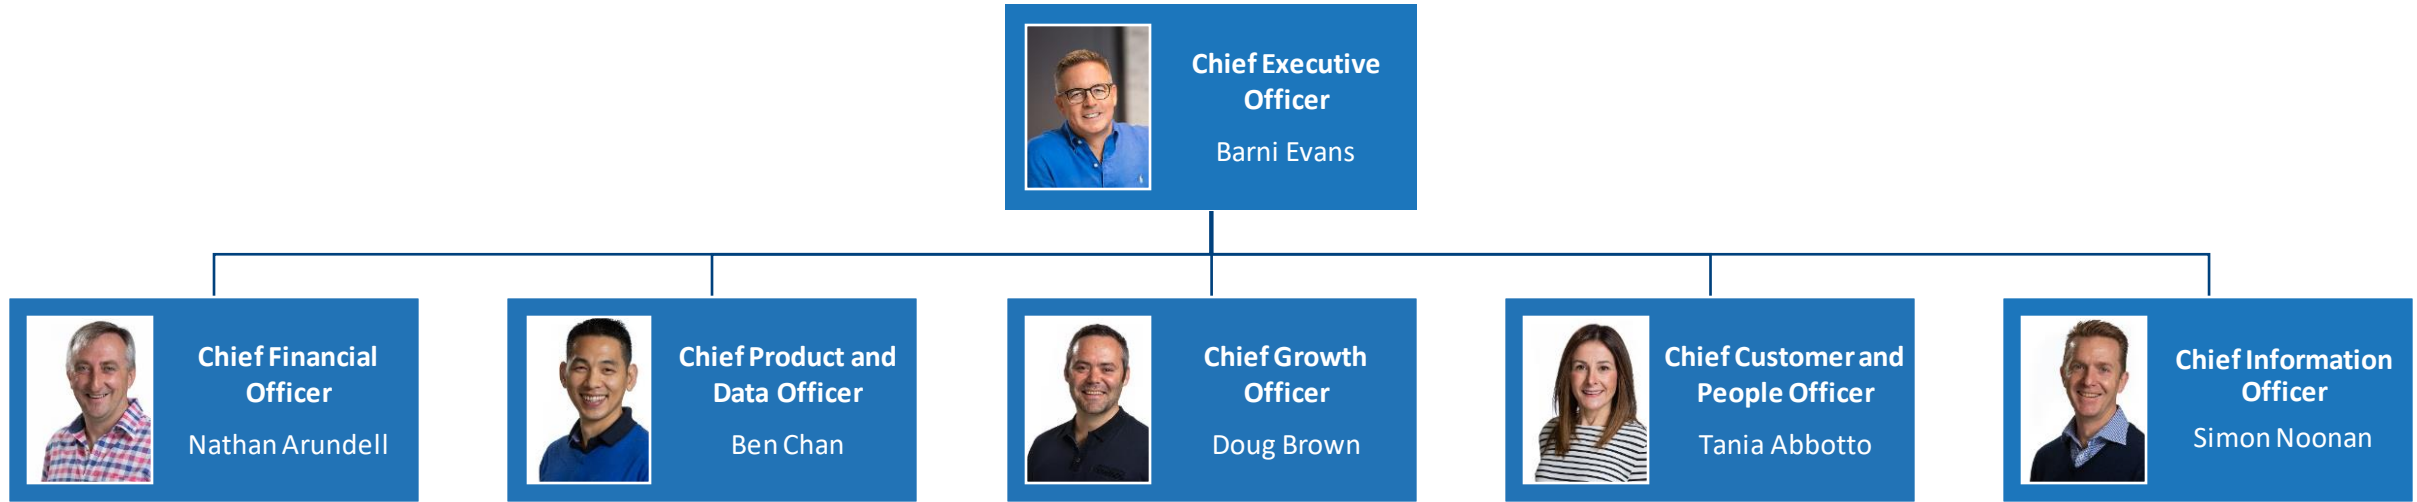 Chief Executive
Officer
Barni Evans
Chief Financial
Officer
Nathan Arundell
Chief Product and
Data Officer
Ben Chan
Chief Growth
Officer
Doug Brown
Chief Customer and
People Officer
Tania Abbotto
Chief Information
Officer
Simon Noonan